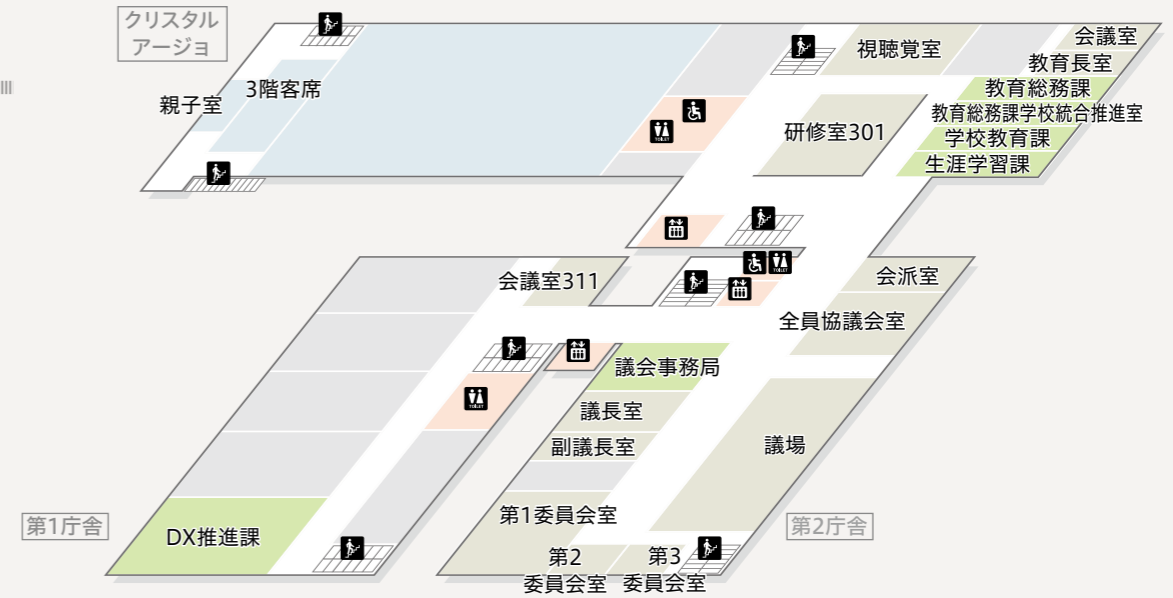 クリスタル
アージョ
親子室
3階客席
視聴覚室
会議室
教育長室
教育総務課
教育総務課学校統合推進室
学校教育課
生涯学習課
研修室301
TOILET
会議室311
TOILET
会派室
全員協議会室
議会事務局
議長室
副議長室
議場
TOILET
第1庁舎
DX推進課
第1委員会室
第2
委員会室
第3
委員会室
第2庁舎